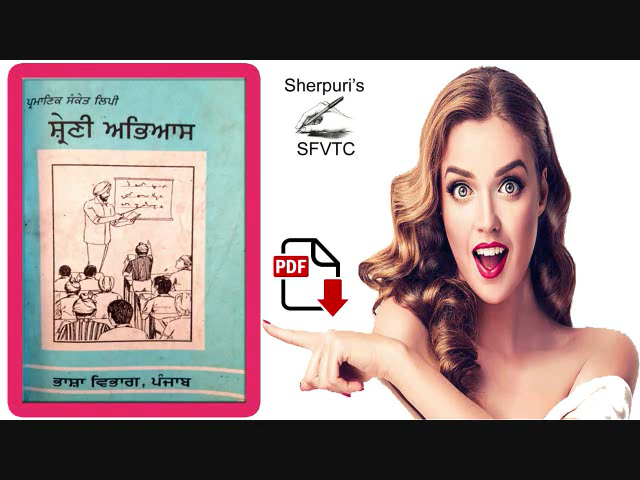 ਪ੍ਰਮਾਣਿਕ ਸੰਕੇਤ ਲਿਪੀ
ਸ਼੍ਰੇਣੀ ਅਭਿਆਸ
ਭਾਸ਼ਾ ਵਿਭਾਗ, ਪੰਜਾਬ
Sherpuri's
SFVTC
PDF